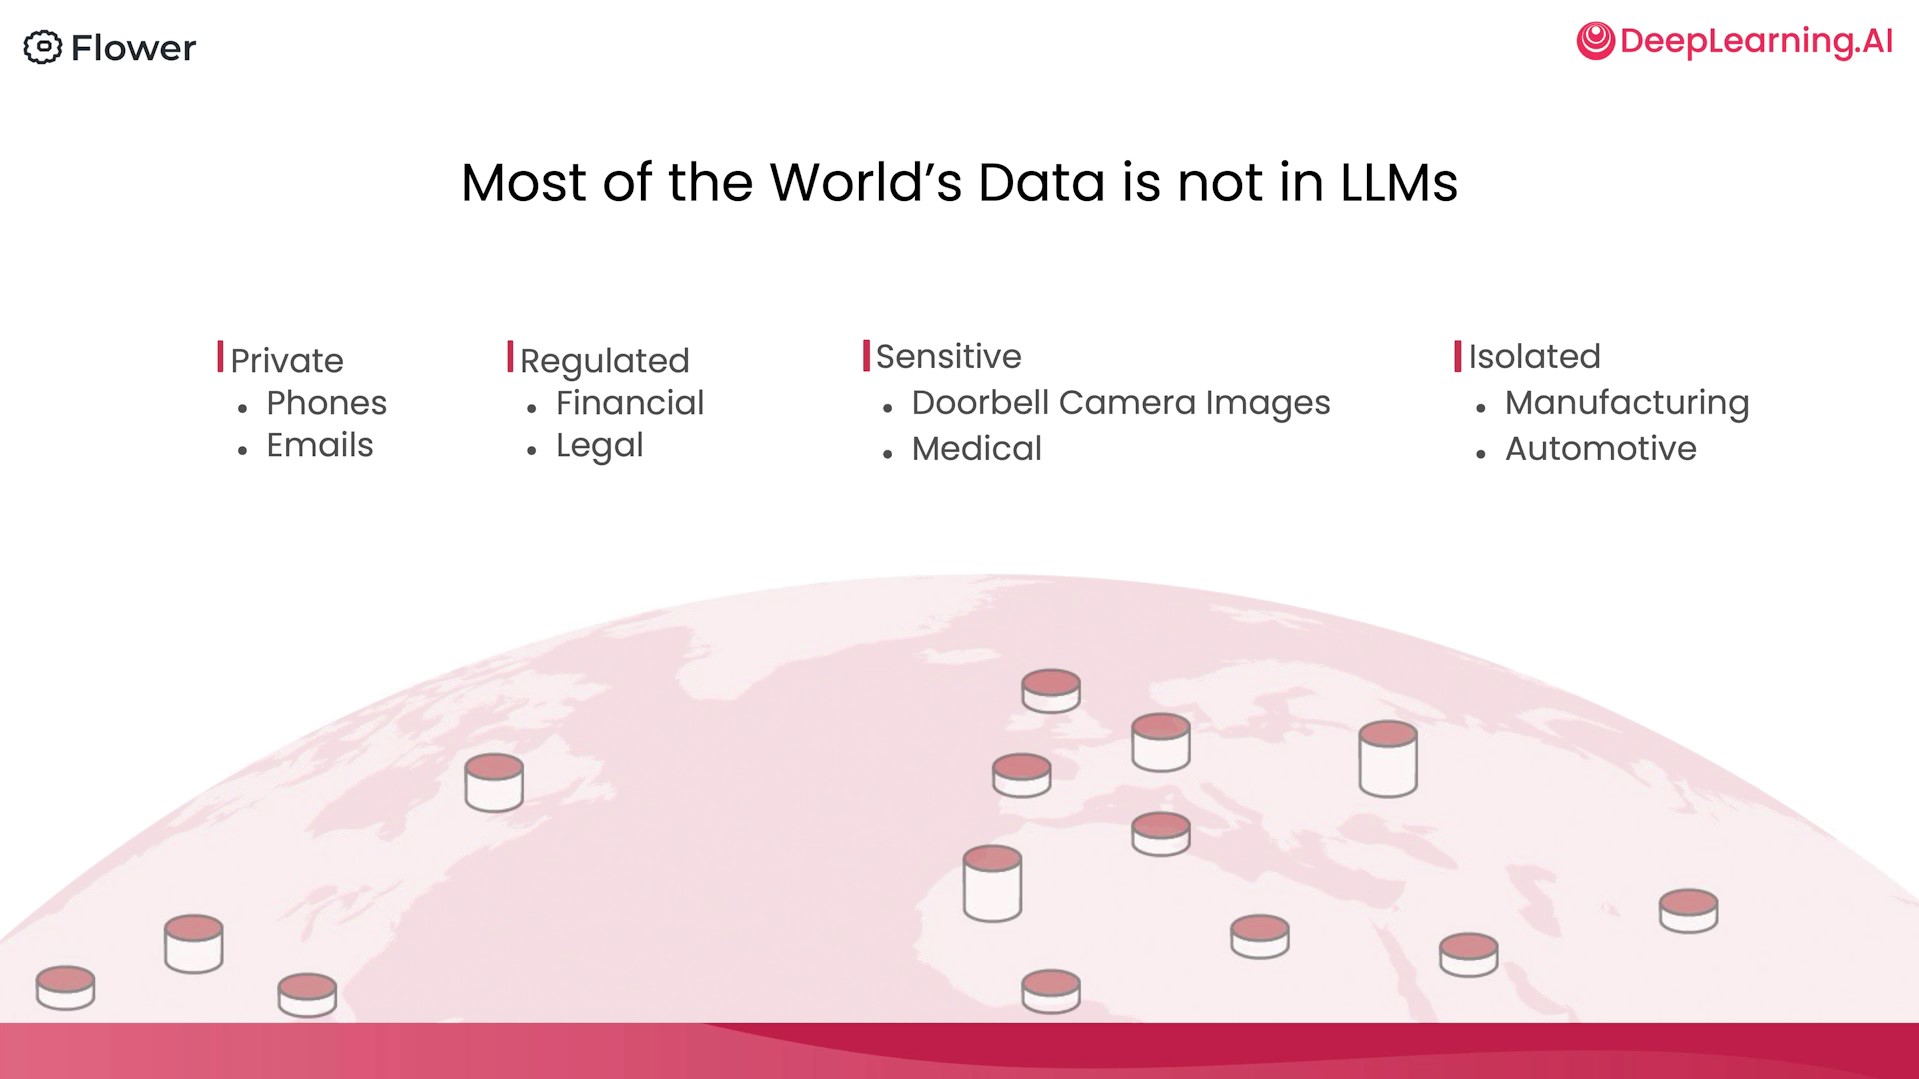 Flower
DeepLearning.AI
Most of the World's Data is not in LLMs
Private
• Phones
• Emails
Regulated
• Financial
• Legal
Sensitive
• Doorbell Camera Images
• Medical
Isolated
• Manufacturing
• Automotive